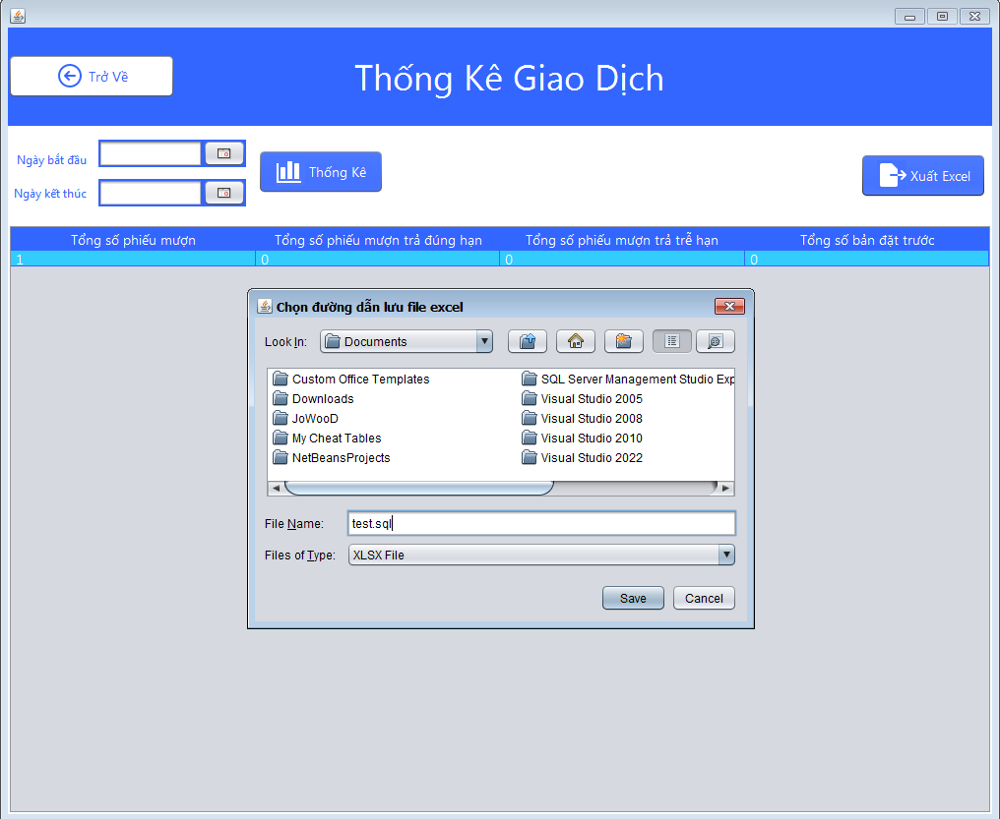 Trở Về
Thống Kê Giao Dịch
Ngày bắt đầu
Ngày kết thúc
Thống Kê
Xuất Excel
Tổng số phiếu mượn Tổng số phiếu mượn trả đúng hạn Tổng số phiếu mượn trả trễ hạn Tổng số bản đặt trước
1 0 0 0
Chọn đường dẫn lưu file excel
Look In: Documents
Custom Office Templates
Downloads
JoWooD
My Cheat Tables
NetBeansProjects
SQL Server Management Studio Exp
Visual Studio 2005
Visual Studio 2008
Visual Studio 2010
Visual Studio 2022
File Name: test.sql
Files of Type: XLSX File
Save Cancel